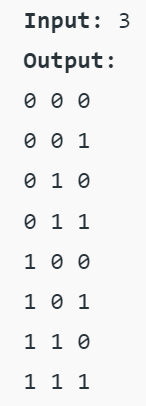 Input: 3
Output:
0 0 0
0 0 1
0 1 0
0 1 1
1 0 0
1 0 1
1 1 0
1 1 1